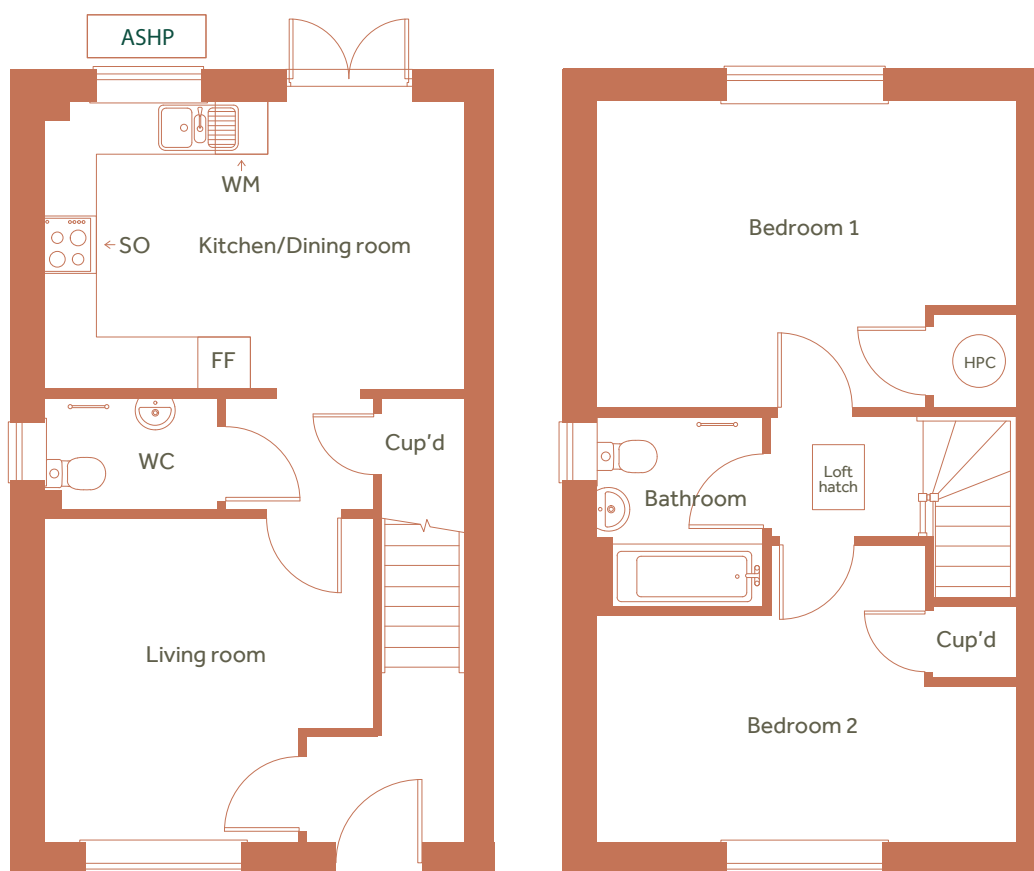 ASHP
WM
SO
Kitchen/Dining room
FF
WC
Cup'd
Living room
Bedroom 1
HPC
Loft
hatch
Bathroom
Cup'd
Bedroom 2